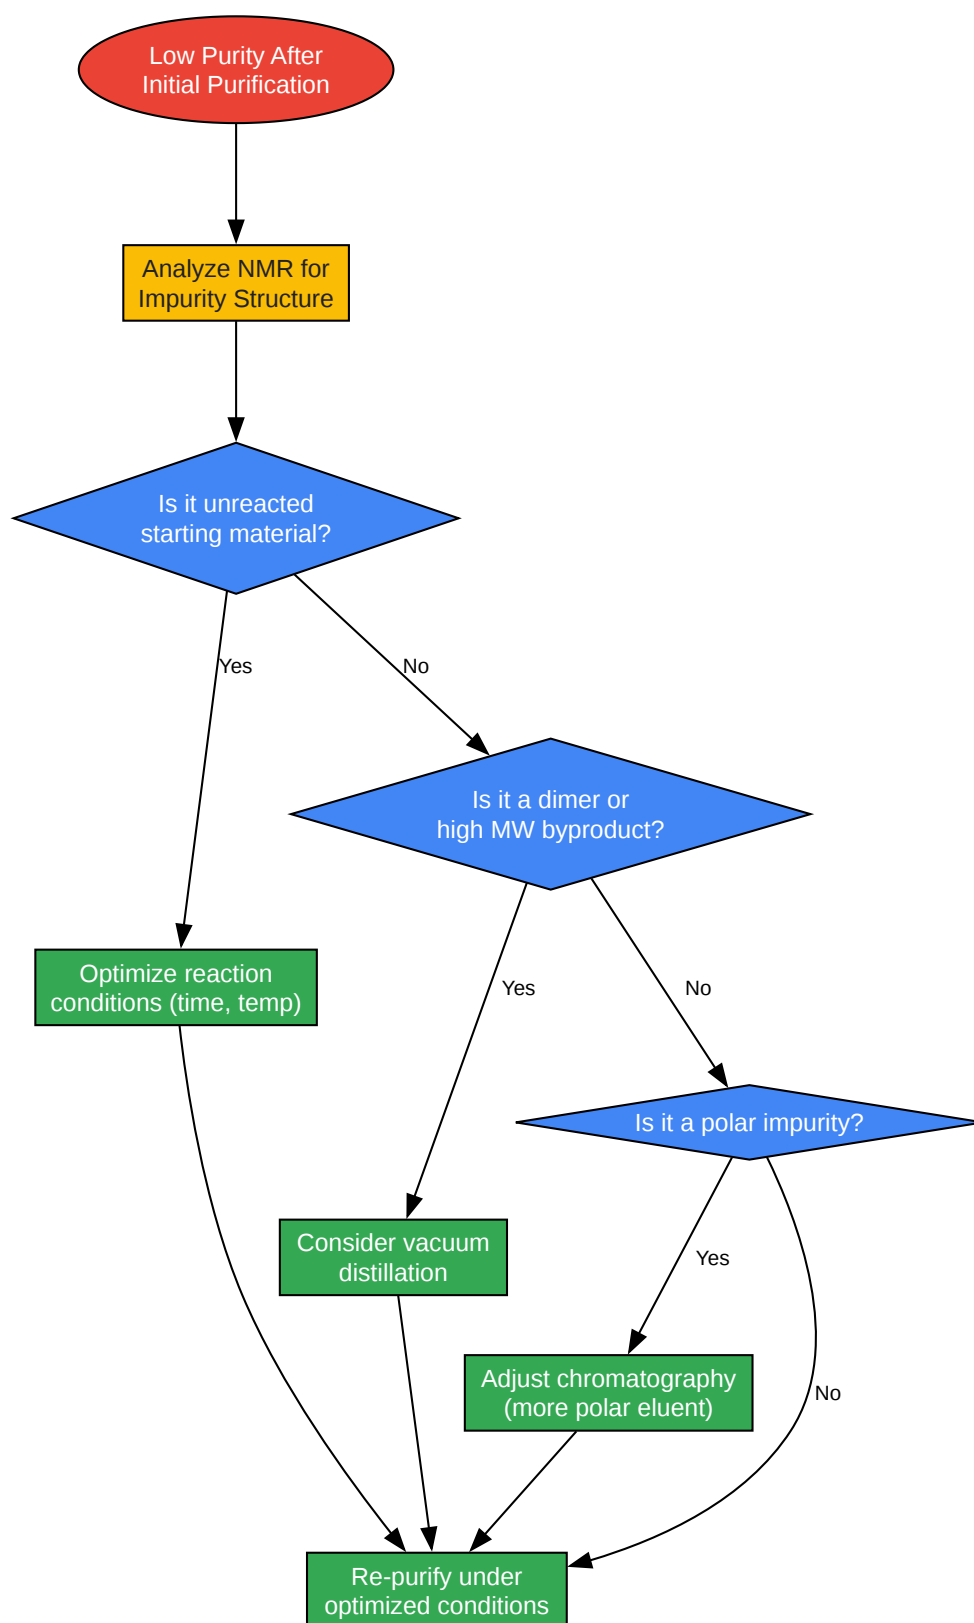 Low Purity After
Initial Purification
Analyze NMR for
Impurity Structure
Is it unreacted
starting material?
Yes
No
Is it a dimer or
high MW byproduct?
Optimize reaction
conditions (time, temp)
Yes
No
Is it a polar impurity?
Consider vacuum
distillation
Yes
Adjust chromatography
(more polar eluent)
No
Re-purify under
optimized conditions